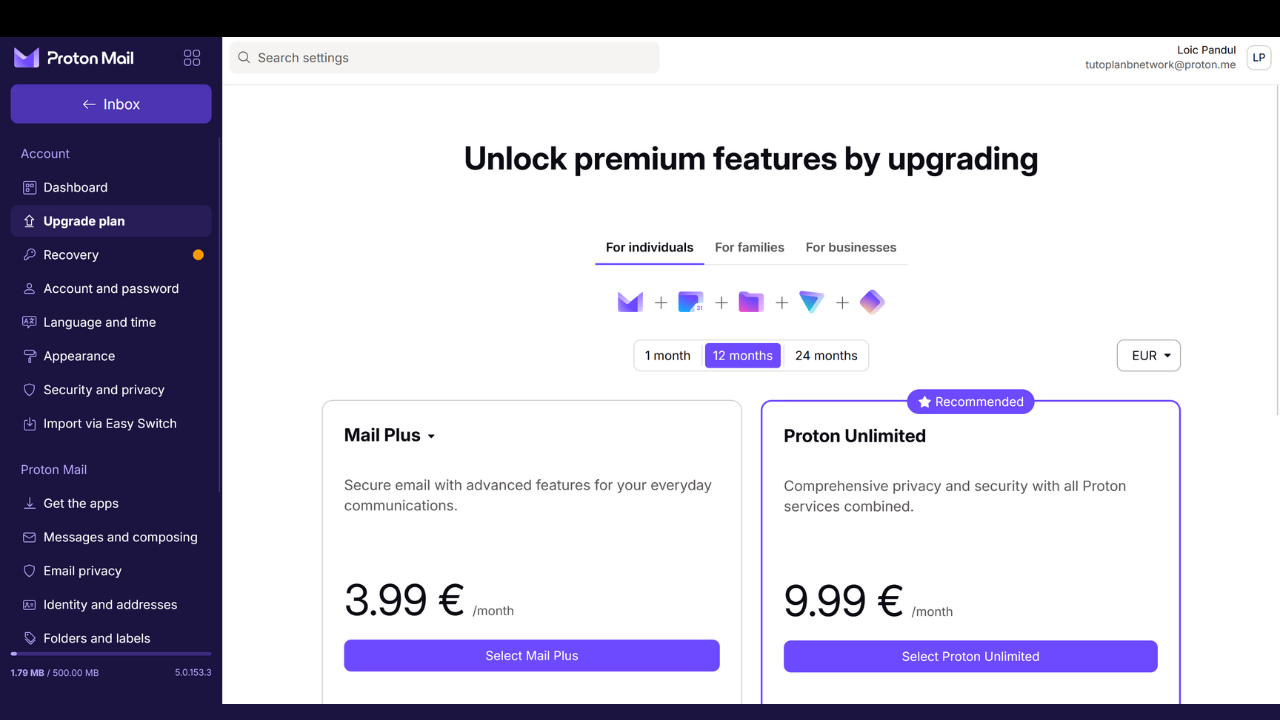 Proton Mail
Inbox
Account
Dashboard
Upgrade plan
Recovery
Account and password
Language and time
Appearance
Security and privacy
Import via Easy Switch
Proton Mail
Get the apps
Messages and composing
Email privacy
Identity and addresses
Folders and labels
1.79 MB / 500.00 MB 5.0.153.3
Search settings
Loic Pandul
tutoplanbnetwork@proton.me
LP
Unlock premium features by upgrading
For individuals For families For businesses
31
1 month 12 months 24 months
EUR
Mail Plus
Secure email with advanced features for your everyday
communications.
3.99 € /month
Select Mail Plus
Recommended
Proton Unlimited
Comprehensive privacy and security with all Proton
services combined.
9.99 € /month
Select Proton Unlimited